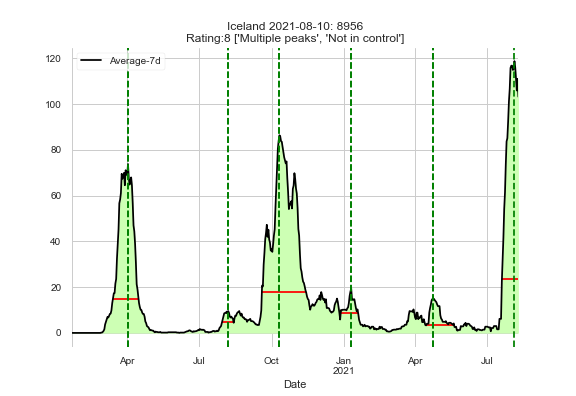 Iceland 2021-08-10: 8956
Rating:8 ['Multiple peaks', 'Not in control']
Average-7d
120
100
80
60
40
20
0
Apr Jul Oct Jan Apr Jul
2021
Date